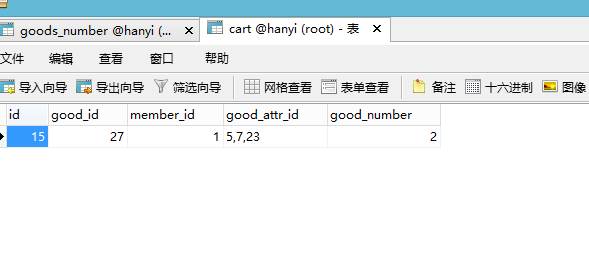 goods_number @hanyi (... cart @hanyi (root) - 表
文件 编辑 查看 窗口 帮助
导入向导 导出向导 筛选向导 网格查看 表单查看 备注 十六进制 图像
id good_id member_id good_attr_id good_number
15 27 1 5,7,23 2